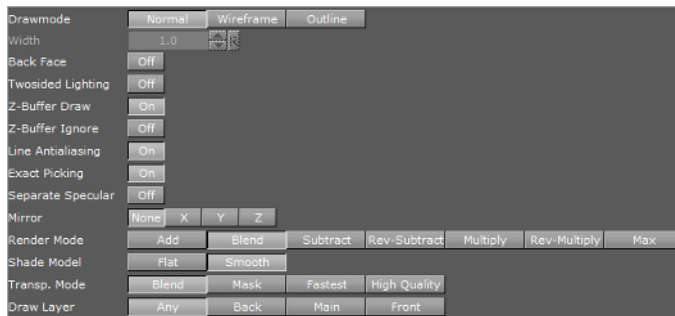 Drawmode Normal Wireframe Outline
Width 1.0 R
Back Face Off
Twosided Lighting Off
Z-Buffer Draw On
Z-Buffer Ignore Off
Line Antialiasing On
Exact Picking On
Separate Specular Off
Mirror None X Y Z
Render Mode Add Blend Subtract Rev-Subtract Multiply Rev-Multiply Max
Shade Model Flat Smooth
Transp. Mode Blend Mask Fastest High Quality
Draw Layer Any Back Main Front